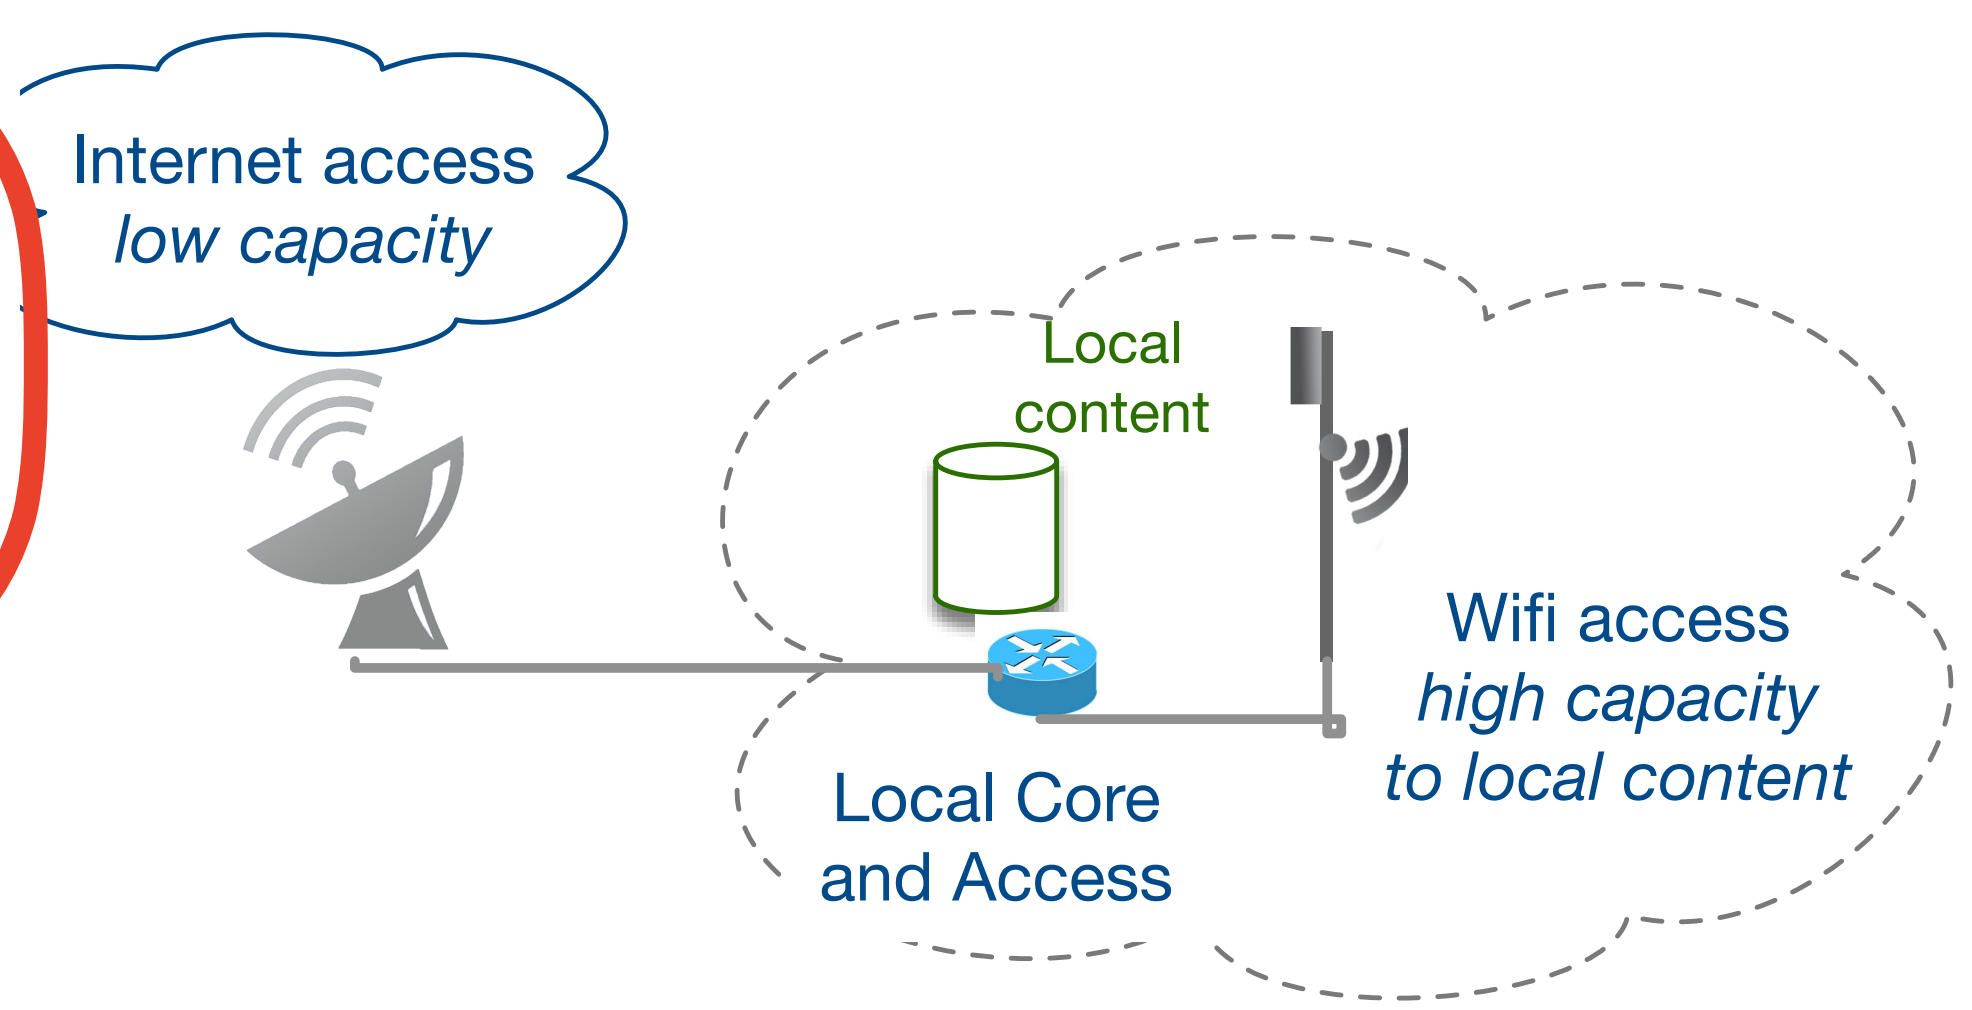 Internet access
low capacity
Local
content
Wifi access
high capacity
to local content
Local Core
and Access